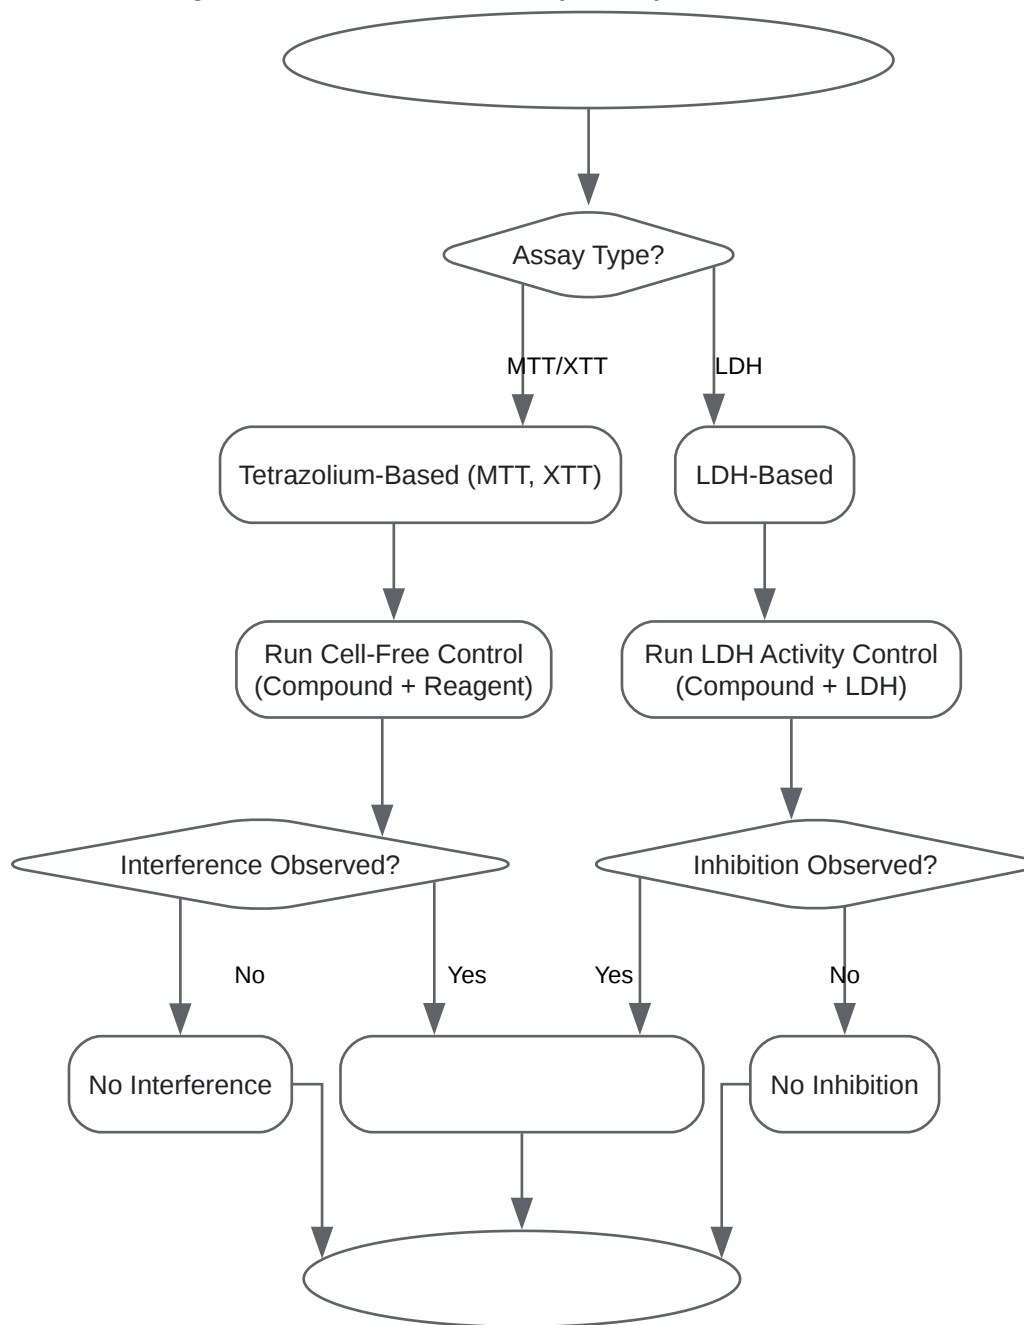 Assay Type?
MTT/XTT
LDH
Tetrazolium-Based (MTT, XTT)
LDH-Based
Run Cell-Free Control
(Compound + Reagent)
Run LDH Activity Control
(Compound + LDH)
Interference Observed?
Inhibition Observed?
No
Yes
Yes
No
No Interference
No Inhibition